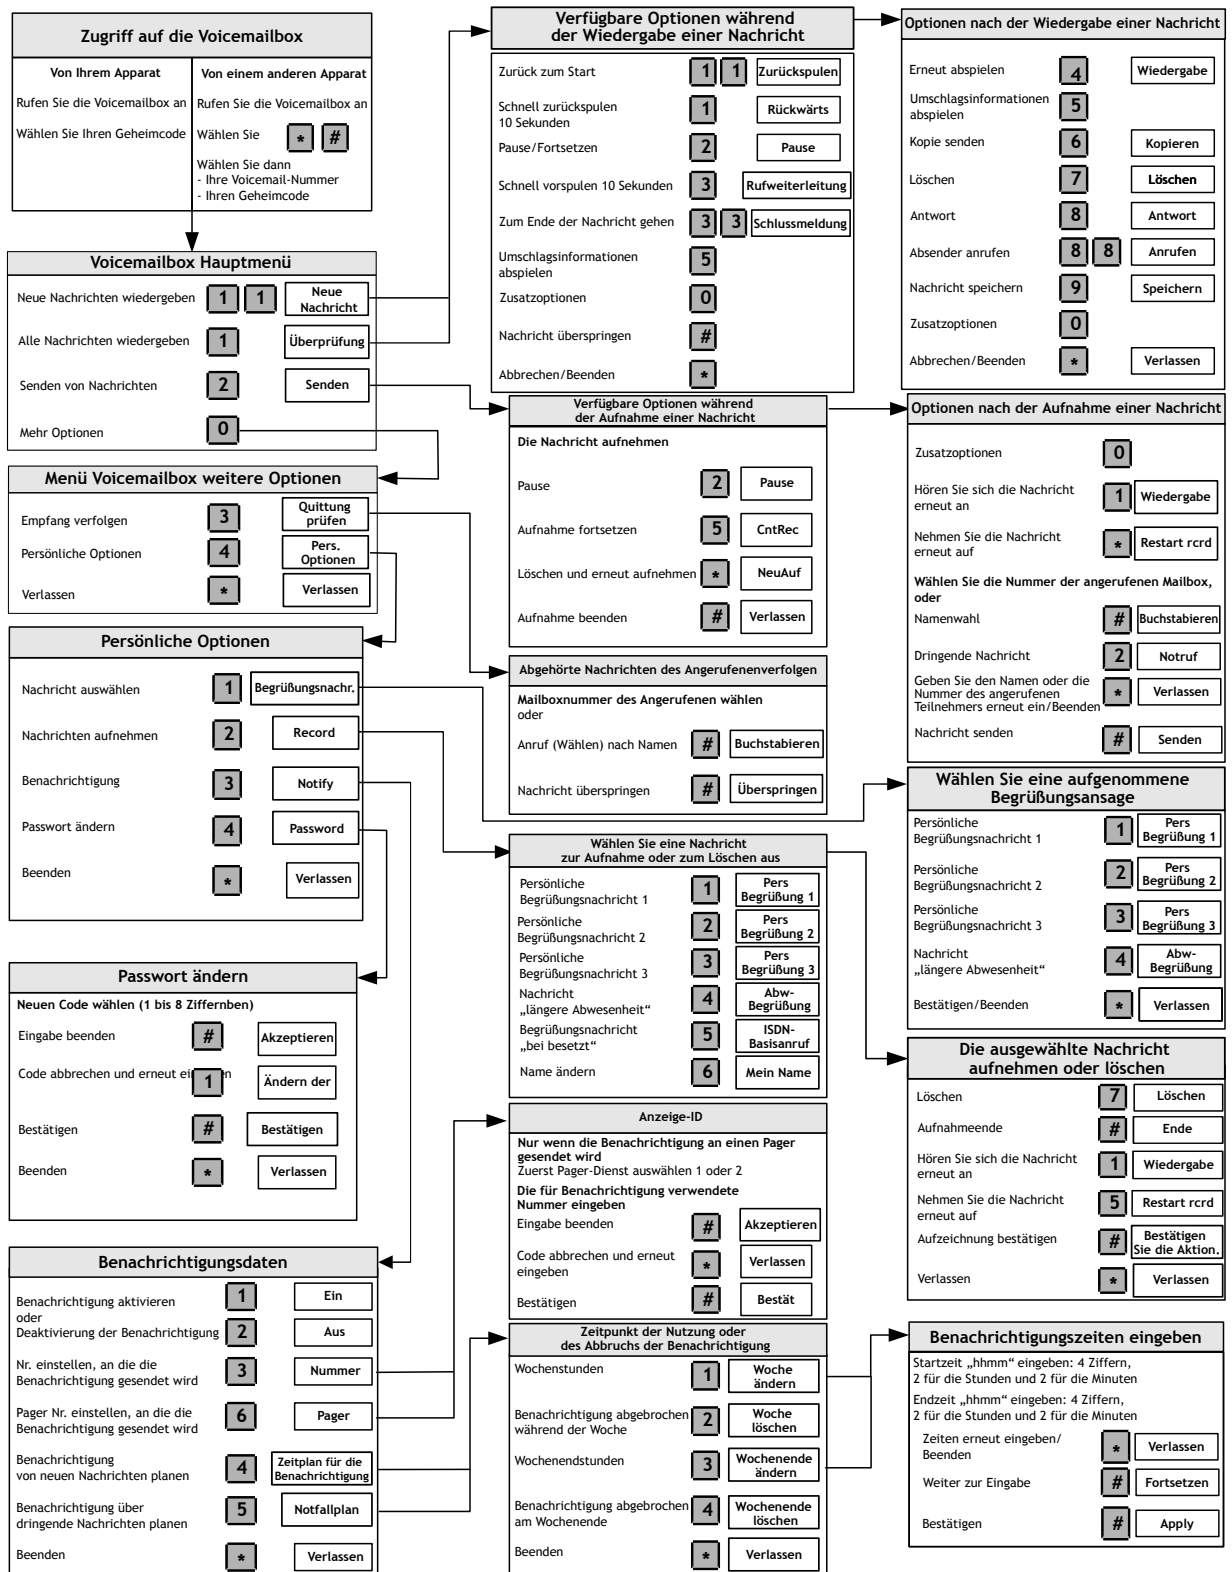 Zugriff auf die Voicemailbox
Von Ihrem Apparat
Rufen Sie die Voicemailbox an
Wählen Sie Ihren Geheimcode
Von einem anderen Apparat
Rufen Sie die Voicemailbox an
Wählen Sie * #
Wählen Sie dann
- Ihre Voicemail-Nummer
- Ihren Geheimcode
Voicemailbox Hauptmenü
Neue Nachrichten wiedergeben 1 1 Neue
Nachricht
Alle Nachrichten wiedergeben 1 Überprüfung
Senden von Nachrichten 2 Senden
Mehr Optionen 0
Menü Voicemailbox weitere Optionen
Empfang verfolgen 3 Quittung
prüfen
Persönliche Optionen 4 Pers.
Optionen
Verlassen * Verlassen
Persönliche Optionen
Nachricht auswählen 1 Begrüßungsnachr.
Nachrichten aufnehmen 2 Record
Benachrichtigung 3 Notify
Passwort ändern 4 Password
Beenden * Verlassen
Passwort ändern
Neuen Code wählen (1 bis 8 Ziffernben)
Eingabe beenden # Akzeptieren
Code abbrechen und erneut ei 1 en Ändern der
Bestätigen # Bestätigen
Beenden * Verlassen
Benachrichtigungsdaten
Benachrichtigung aktivieren 1 Ein
oder
Deaktivierung der Benachrichtigung 2 Aus
Nr. einstellen, an die die
Benachrichtigung gesendet wird 3 Nummer
Pager Nr. einstellen, an die die
Benachrichtigung gesendet wird 6 Pager
Benachrichtigung
von neuen Nachrichten planen 4 Zeitplan für die
Benachrichtigung
Benachrichtigung über
dringende Nachrichten planen 5 Notfallplan
Beenden * Verlassen
Verfügbare Optionen während
der Wiedergabe einer Nachricht
Zurück zum Start 1 1 Zurückspulen
Schnell zurückspulen
10 Sekunden 1 Rückwärts
Pause/Fortsetzen 2 Pause
Schnell vorspulen 10 Sekunden 3 Rufweiterleitung
Zum Ende der Nachricht gehen 3 3 Schlussmeldung
Umschlagsinformationen
abspielen 5
Zusatzoptionen 0
Nachricht überspringen #
Abbrechen/Beenden *
Verfügbare Optionen während
der Aufnahme einer Nachricht
Die Nachricht aufnehmen
Pause 2 Pause
Aufnahme fortsetzen 5 CntRec
Löschen und erneut aufnehmen * NeuAuf
Aufnahme beenden # Verlassen
Abgehörte Nachrichten des Angerufenenverfolgen
Mailboxnummer des Angerufenen wählen
oder
Anruf (Wählen) nach Namen # Buchstabieren
Nachricht überspringen # Überspringen
Wählen Sie eine Nachricht
zur Aufnahme oder zum Löschen aus
Persönliche
Begrüßungsnachricht 1 1 Pers
Begrüßung 1
Persönliche
Begrüßungsnachricht 2 2 Pers
Begrüßung 2
Persönliche
Begrüßungsnachricht 3 3 Pers
Begrüßung 3
Nachricht
„längere Abwesenheit“ 4 Abw-
Begrüßung
Begrüßungsnachricht
„bei besetzt“ 5 ISDN-
Basisanruf
Name ändern 6 Mein Name
Anzeige-ID
Nur wenn die Benachrichtigung an einen Pager
gesendet wird
Zuerst Pager-Dienst auswählen 1 oder 2
Die für Benachrichtigung verwendete
Nummer eingeben
Eingabe beenden # Akzeptieren
Code abbrechen und erneut
eingeben * Verlassen
Bestätigen # Bestät
Zeitpunkt der Nutzung oder
des Abbruchs der Benachrichtigung
Wochenstunden 1 Woche
ändern
Benachrichtigung abgebrochen
während der Woche 2 Woche
löschen
Wochenendstunden 3 Wochenende
ändern
Benachrichtigung abgebrochen
am Wochenende 4 Wochenende
löschen
Beenden * Verlassen
Optionen nach der Wiedergabe einer Nachricht
Erneut abspielen 4 Wiedergabe
Umschlagsinformationen
abspielen 5
Kopie senden 6 Kopieren
Löschen 7 Löschen
Antwort 8 Antwort
Absender anrufen 8 8 Anrufen
Nachricht speichern 9 Speichern
Zusatzoptionen 0
Abbrechen/Beenden * Verlassen
Optionen nach der Aufnahme einer Nachricht
Zusatzoptionen 0
Hören Sie sich die Nachricht
erneut an 1 Wiedergabe
Nehmen Sie die Nachricht
erneut auf * Restart rcrd
Wählen Sie die Nummer der angerufenen Mailbox,
oder
Namenwahl # Buchstabieren
Dringende Nachricht 2 Notruf
Geben Sie den Namen oder die
Nummer des angerufenen
Teilnehmers erneut ein/Beenden * Verlassen
Nachricht senden # Senden
Wählen Sie eine aufgenommene
Begrüßungsansage
Persönliche
Begrüßungsnachricht 1 1 Pers
Begrüßung 1
Persönliche
Begrüßungsnachricht 2 2 Pers
Begrüßung 2
Persönliche
Begrüßungsnachricht 3 3 Pers
Begrüßung 3
Nachricht
„längere Abwesenheit“ 4 Abw-
Begrüßung
Bestätigen/Beenden * Verlassen
Die ausgewählte Nachricht
aufnehmen oder löschen
Löschen 7 Löschen
Aufnahmeende # Ende
Hören Sie sich die Nachricht
erneut an 1 Wiedergabe
Nehmen Sie die Nachricht
erneut auf 5 Restart rcrd
Aufzeichnung bestätigen # Bestätigen
Sie die Aktion.
Verlassen * Verlassen
Benachrichtigungszeiten eingeben
Startzeit „hhmm“ eingeben: 4 Ziffern,
2 für die Stunden und 2 für die Minuten
Endzeit „hhmm“ eingeben: 4 Ziffern,
2 für die Stunden und 2 für die Minuten
Zeiten erneut eingeben/
Beenden * Verlassen
Weiter zur Eingabe # Fortsetzen
Bestätigen # Apply